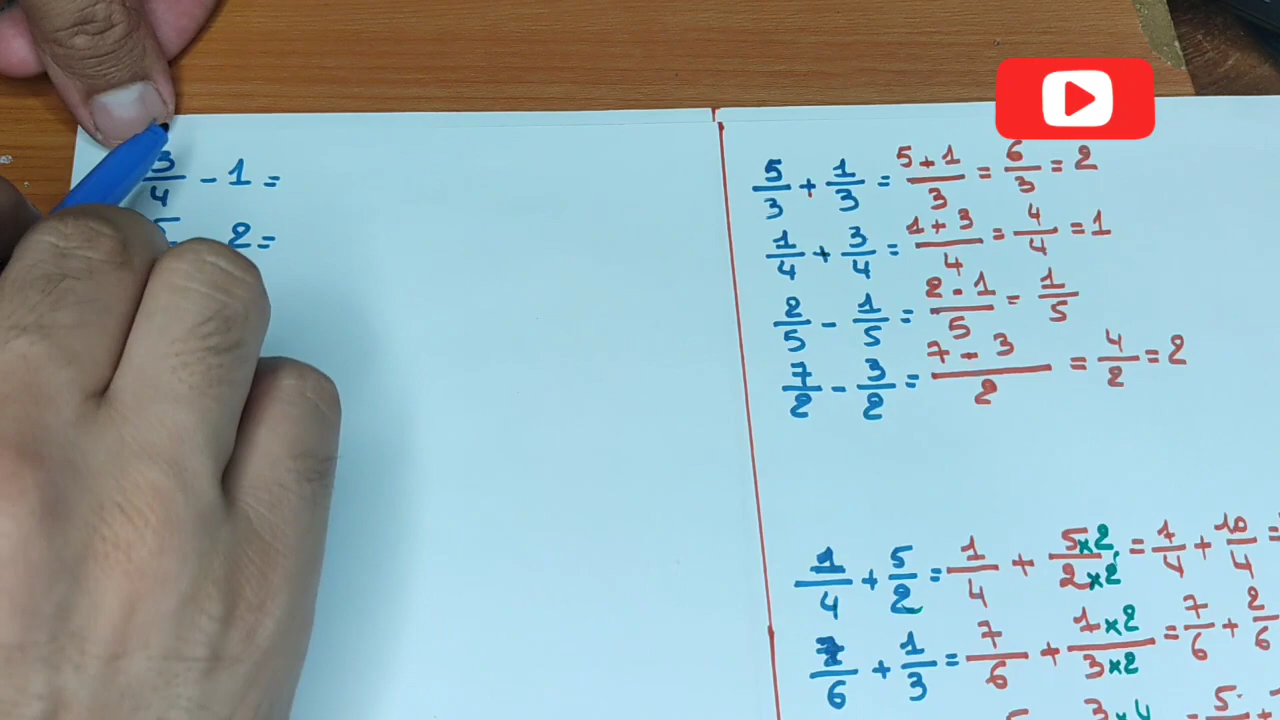 3/4 - 1 =
2 =
5/3 + 1/3 = 5+1/3 = 6/3 = 2
1/4 + 3/4 = 1+3/4 = 4/4 = 1
2/5 - 1/5 = 2-1/5 = 1/5
7/2 - 3/2 = 7-3/2 = 4/2 = 2
1/4 + 5/2 = 1/4 + 5x2/2x2 = 1/4 + 10/4 =
7/6 + 1/3 = 7/6 + 1x2/3x2 = 7/6 + 2/6